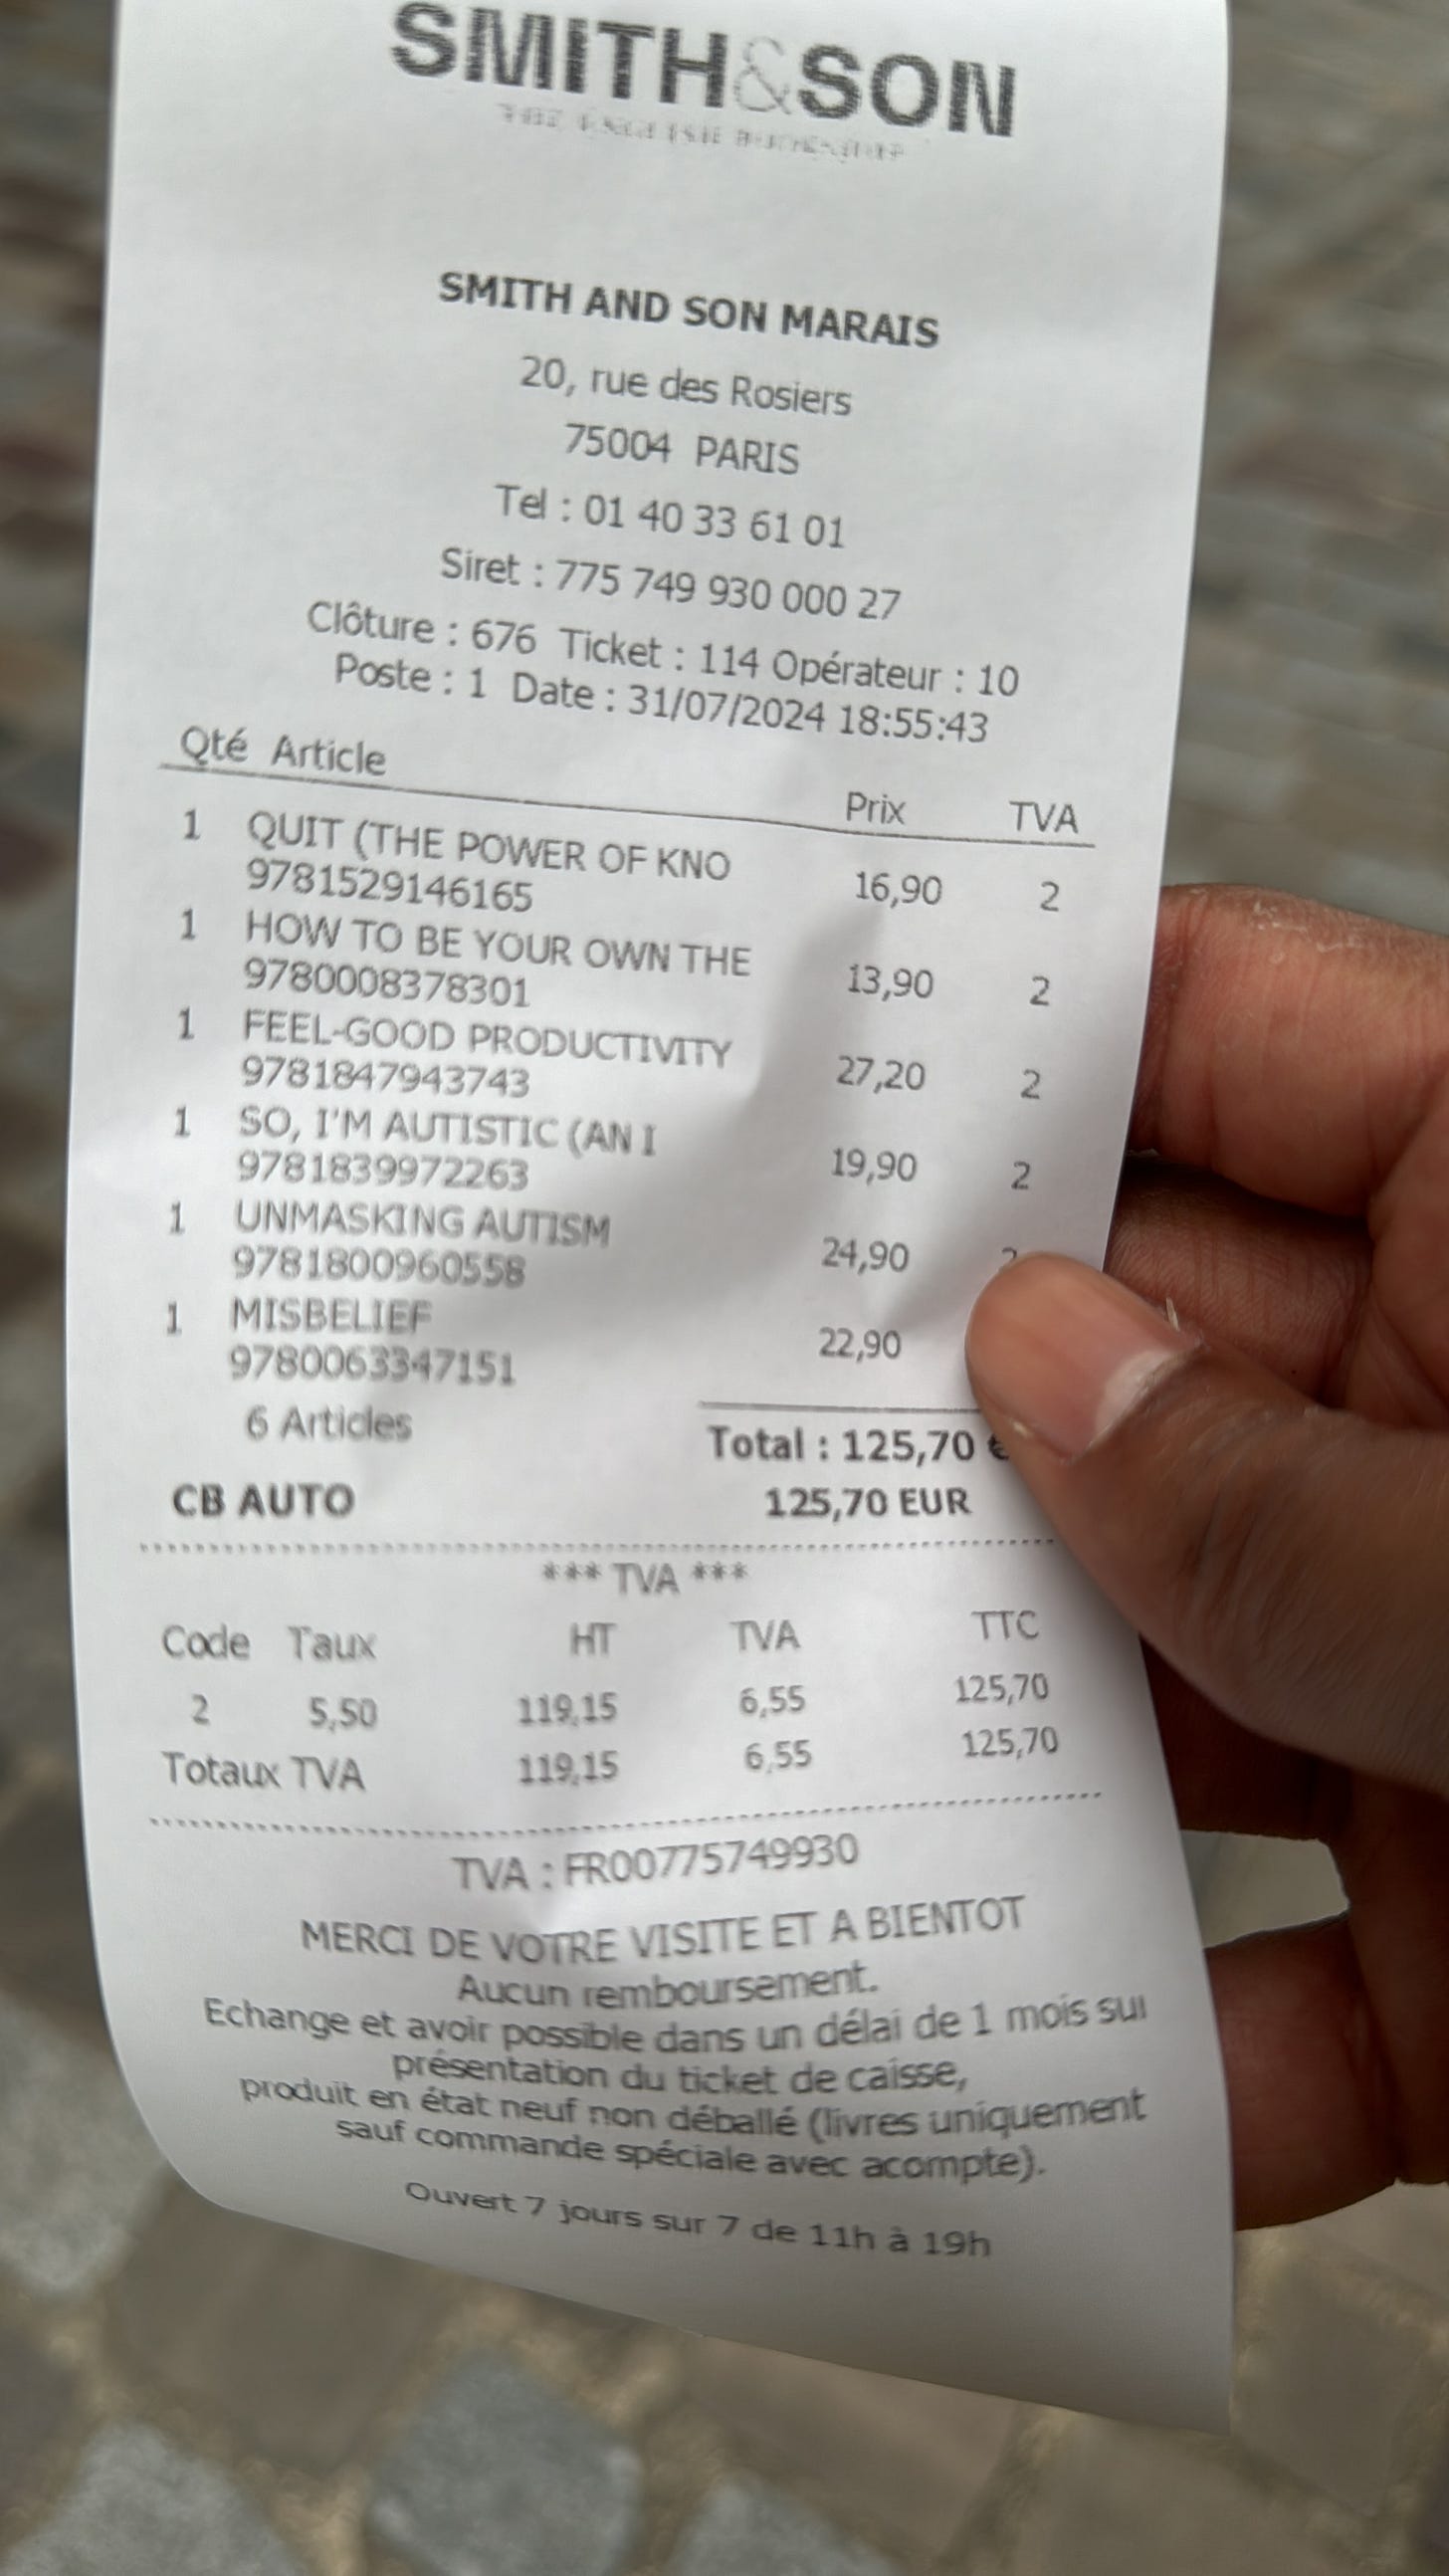 SMITH&SON
THE ENGLISH BOOKSHOP
SMITH AND SON MARAIS
20, rue des Rosiers
75004 PARIS
Tel : 01 40 33 61 01
Siret : 775 749 930 000 27
Clôture : 676 Ticket : 114 Opérateur : 10
Poste : 1 Date : 31/07/2024 18:55:43
Qté Article Prix TVA
1 QUIT (THE POWER OF KNO 16,90 2
9781529146165
1 HOW TO BE YOUR OWN THE 13,90 2
9780008378301
1 FEEL-GOOD PRODUCTIVITY 27,20 2
9781847943743
1 SO, I'M AUTISTIC (AN I 19,90 2
9781839972263
1 UNMASKING AUTISM 24,90 2
9781800960558
1 MISBELIEF 22,90
9780063347151
6 Articles Total : 125,70 €
CB AUTO 125,70 EUR
*** TVA ***
Code Taux HT TVA TTC
2 5,50 119,15 6,55 125,70
Totaux TVA 119,15 6,55 125,70
TVA : FR00775749930
MERCI DE VOTRE VISITE ET A BIENTOT
Aucun remboursement.
Echange et avoir possible dans un délai de 1 mois sur
présentation du ticket de caisse,
produit en état neuf non déballé (livres uniquement
sauf commande spéciale avec acompte).
Ouvert 7 jours sur 7 de 11h à 19h